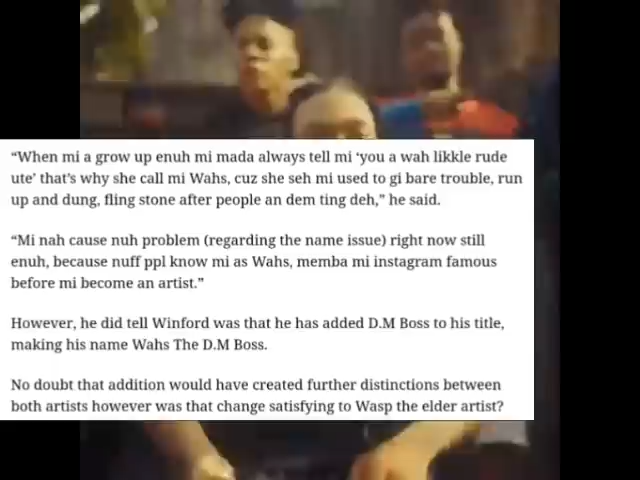 “When mi a grow up enuh mi mada always tell mi ‘you a wah likkle rude
ute’ that’s why she call mi Wahs, cuz she seh mi used to gi bare trouble, run
up and dung, fling stone after people an dem ting deh,” he said.
“Mi nah cause nuh problem (regarding the name issue) right now still
enuh, because nuff ppl know mi as Wahs, memba mi instagram famous
before mi become an artist.”
However, he did tell Winford was that he has added D.M Boss to his title,
making his name Wahs The D.M Boss.
No doubt that addition would have created further distinctions between
both artists however was that change satisfying to Wasp the elder artist?